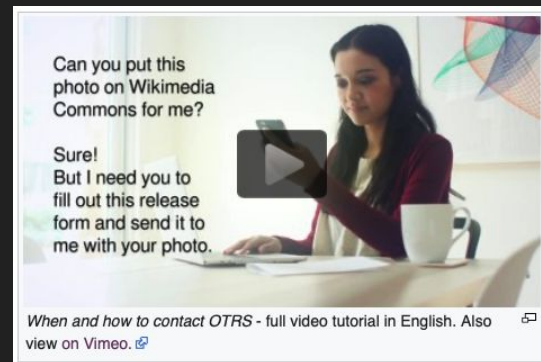 Can you put this
photo on Wikimedia
Commons for me?
Sure!
But I need you to
fill out this release
form and send it to
me with your photo.
When and how to contact OTRS - full video tutorial in English. Also
view on Vimeo.